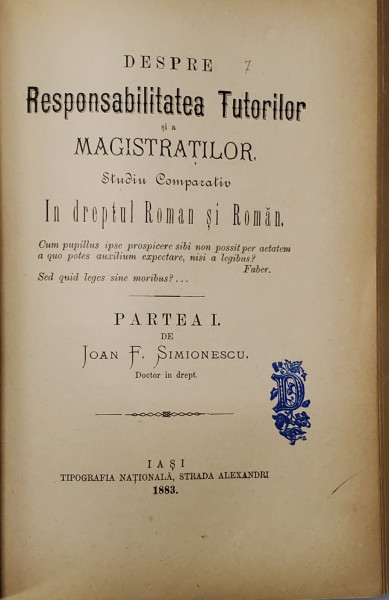 DESPRE 7
Responsabilitatea Tutorilor
și a
MAGISTRAȚILOR.
Studiu Comparativ
In dreptul Roman și Român.
Cum pupillus ipse prospicere sibi non possit per aetatem
a quo potes auxilium expectare, nisi a legibus?
Faber.
Sed quid leges sine moribus?...
PARTEA I.
DE
JOAN F. SIMIONESCU.
Doctor in drept.
D
IAȘI
TIPOGRAFIA NAȚIONALĂ, STRADA ALEXANDRI
1883.